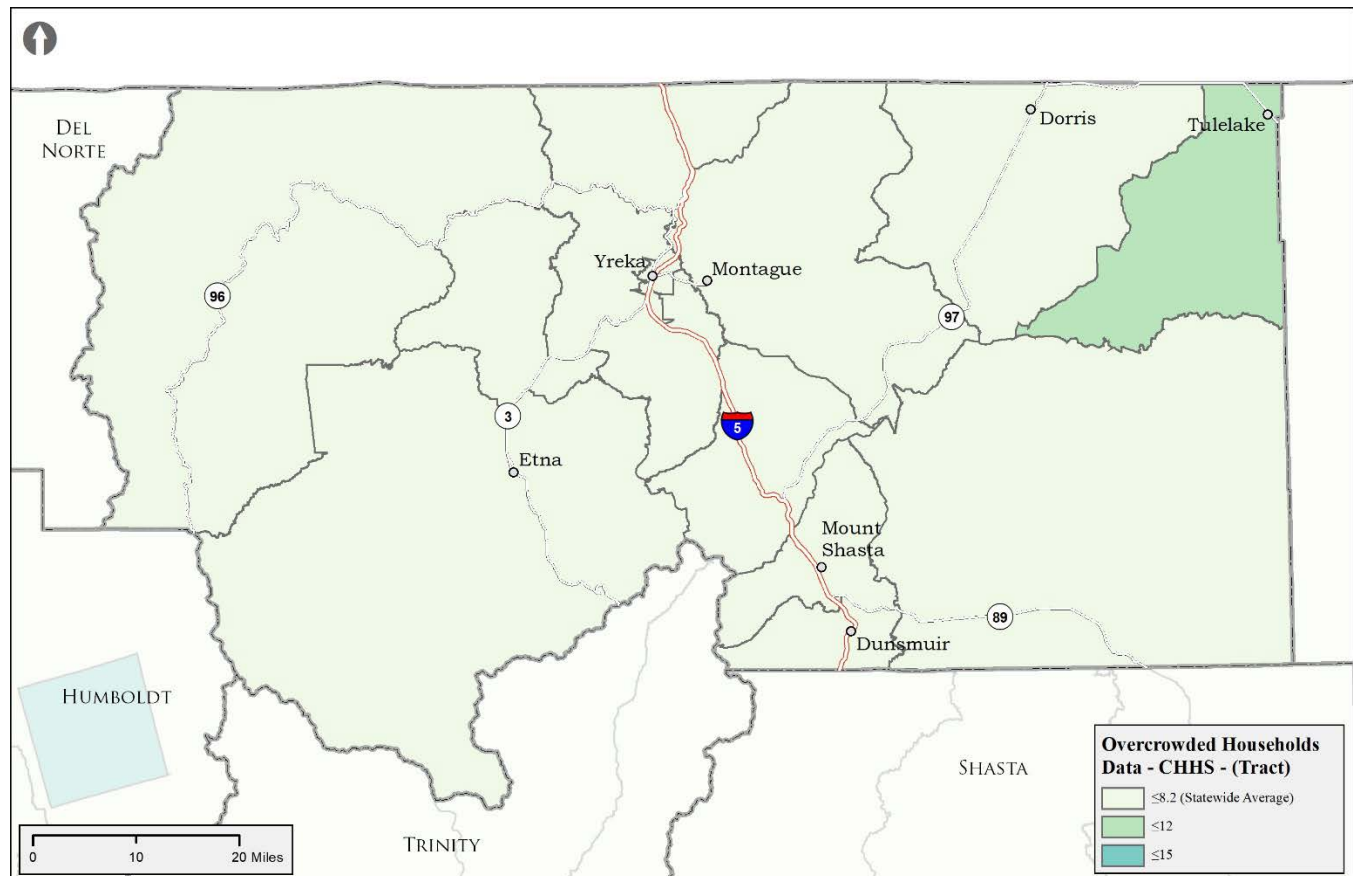 DEL
NORTE
Dorris
Tulelake
Yreka
Montague
96
97
3
5
Etna
Mount
Shasta
89
Dunsmuir
HUMBOLDT
SHASTA
TRINITY
0 10 20 Miles
Overcrowded Households
Data - CHHS - (Tract)
≤8.2 (Statewide Average)
≤12
≤15